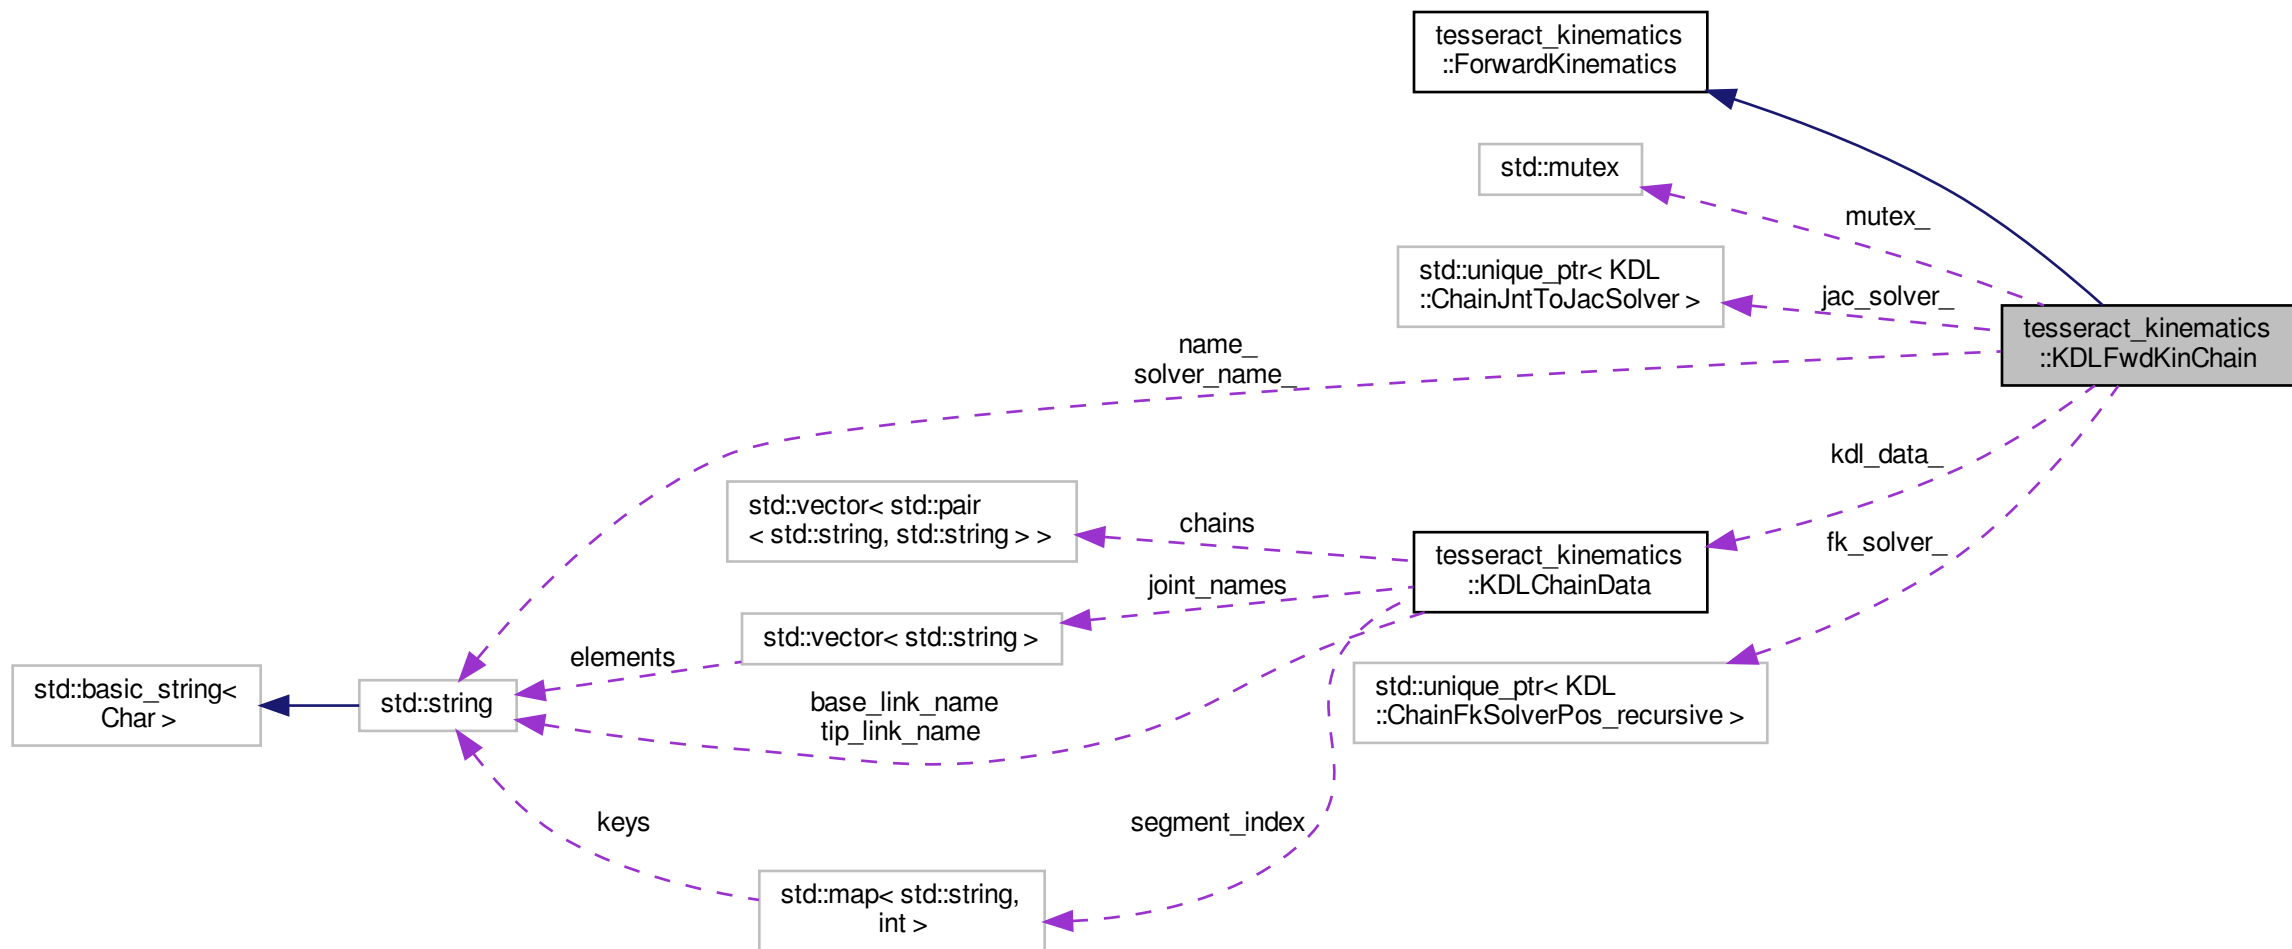 tesseract_kinematics
::ForwardKinematics
std::mutex
mutex_
std::unique_ptr< KDL
::ChainJntToJacSolver >
jac_solver_
tesseract_kinematics
::KDLFwdKinChain
name_
solver_name_
kdl_data_
std::vector< std::pair
< std::string, std::string > >
chains
tesseract_kinematics
::KDLChainData
fk_solver_
joint_names
std::vector< std::string >
elements
std::basic_string<
Char >
std::string
base_link_name
tip_link_name
std::unique_ptr< KDL
::ChainFkSolverPos_recursive >
keys
segment_index
std::map< std::string,
int >